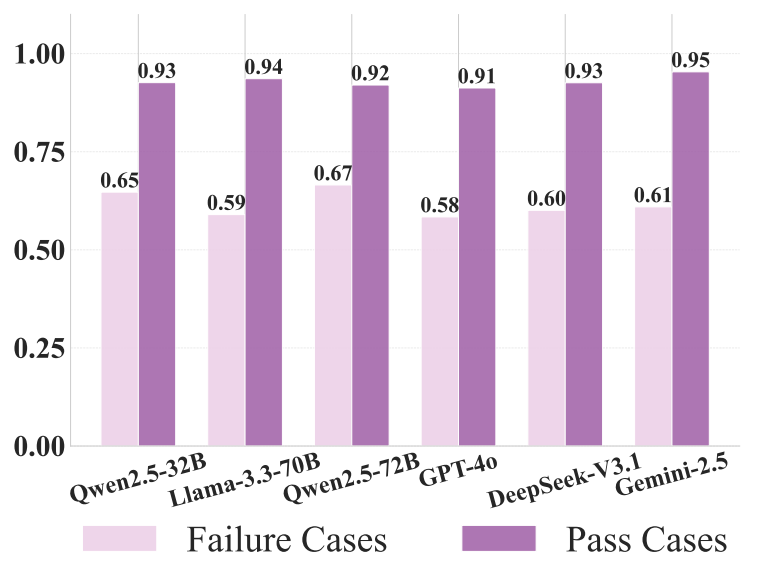 1.00
0.75
0.50
0.25
0.00
0.65
0.93
0.59
0.94
0.67
0.92
0.58
0.91
0.60
0.93
0.61
0.95
Qwen2.5-32B
Llama-3.3-70B
Qwen2.5-72B
GPT-4o
DeepSeek-V3.1
Gemini-2.5
Failure Cases
Pass Cases